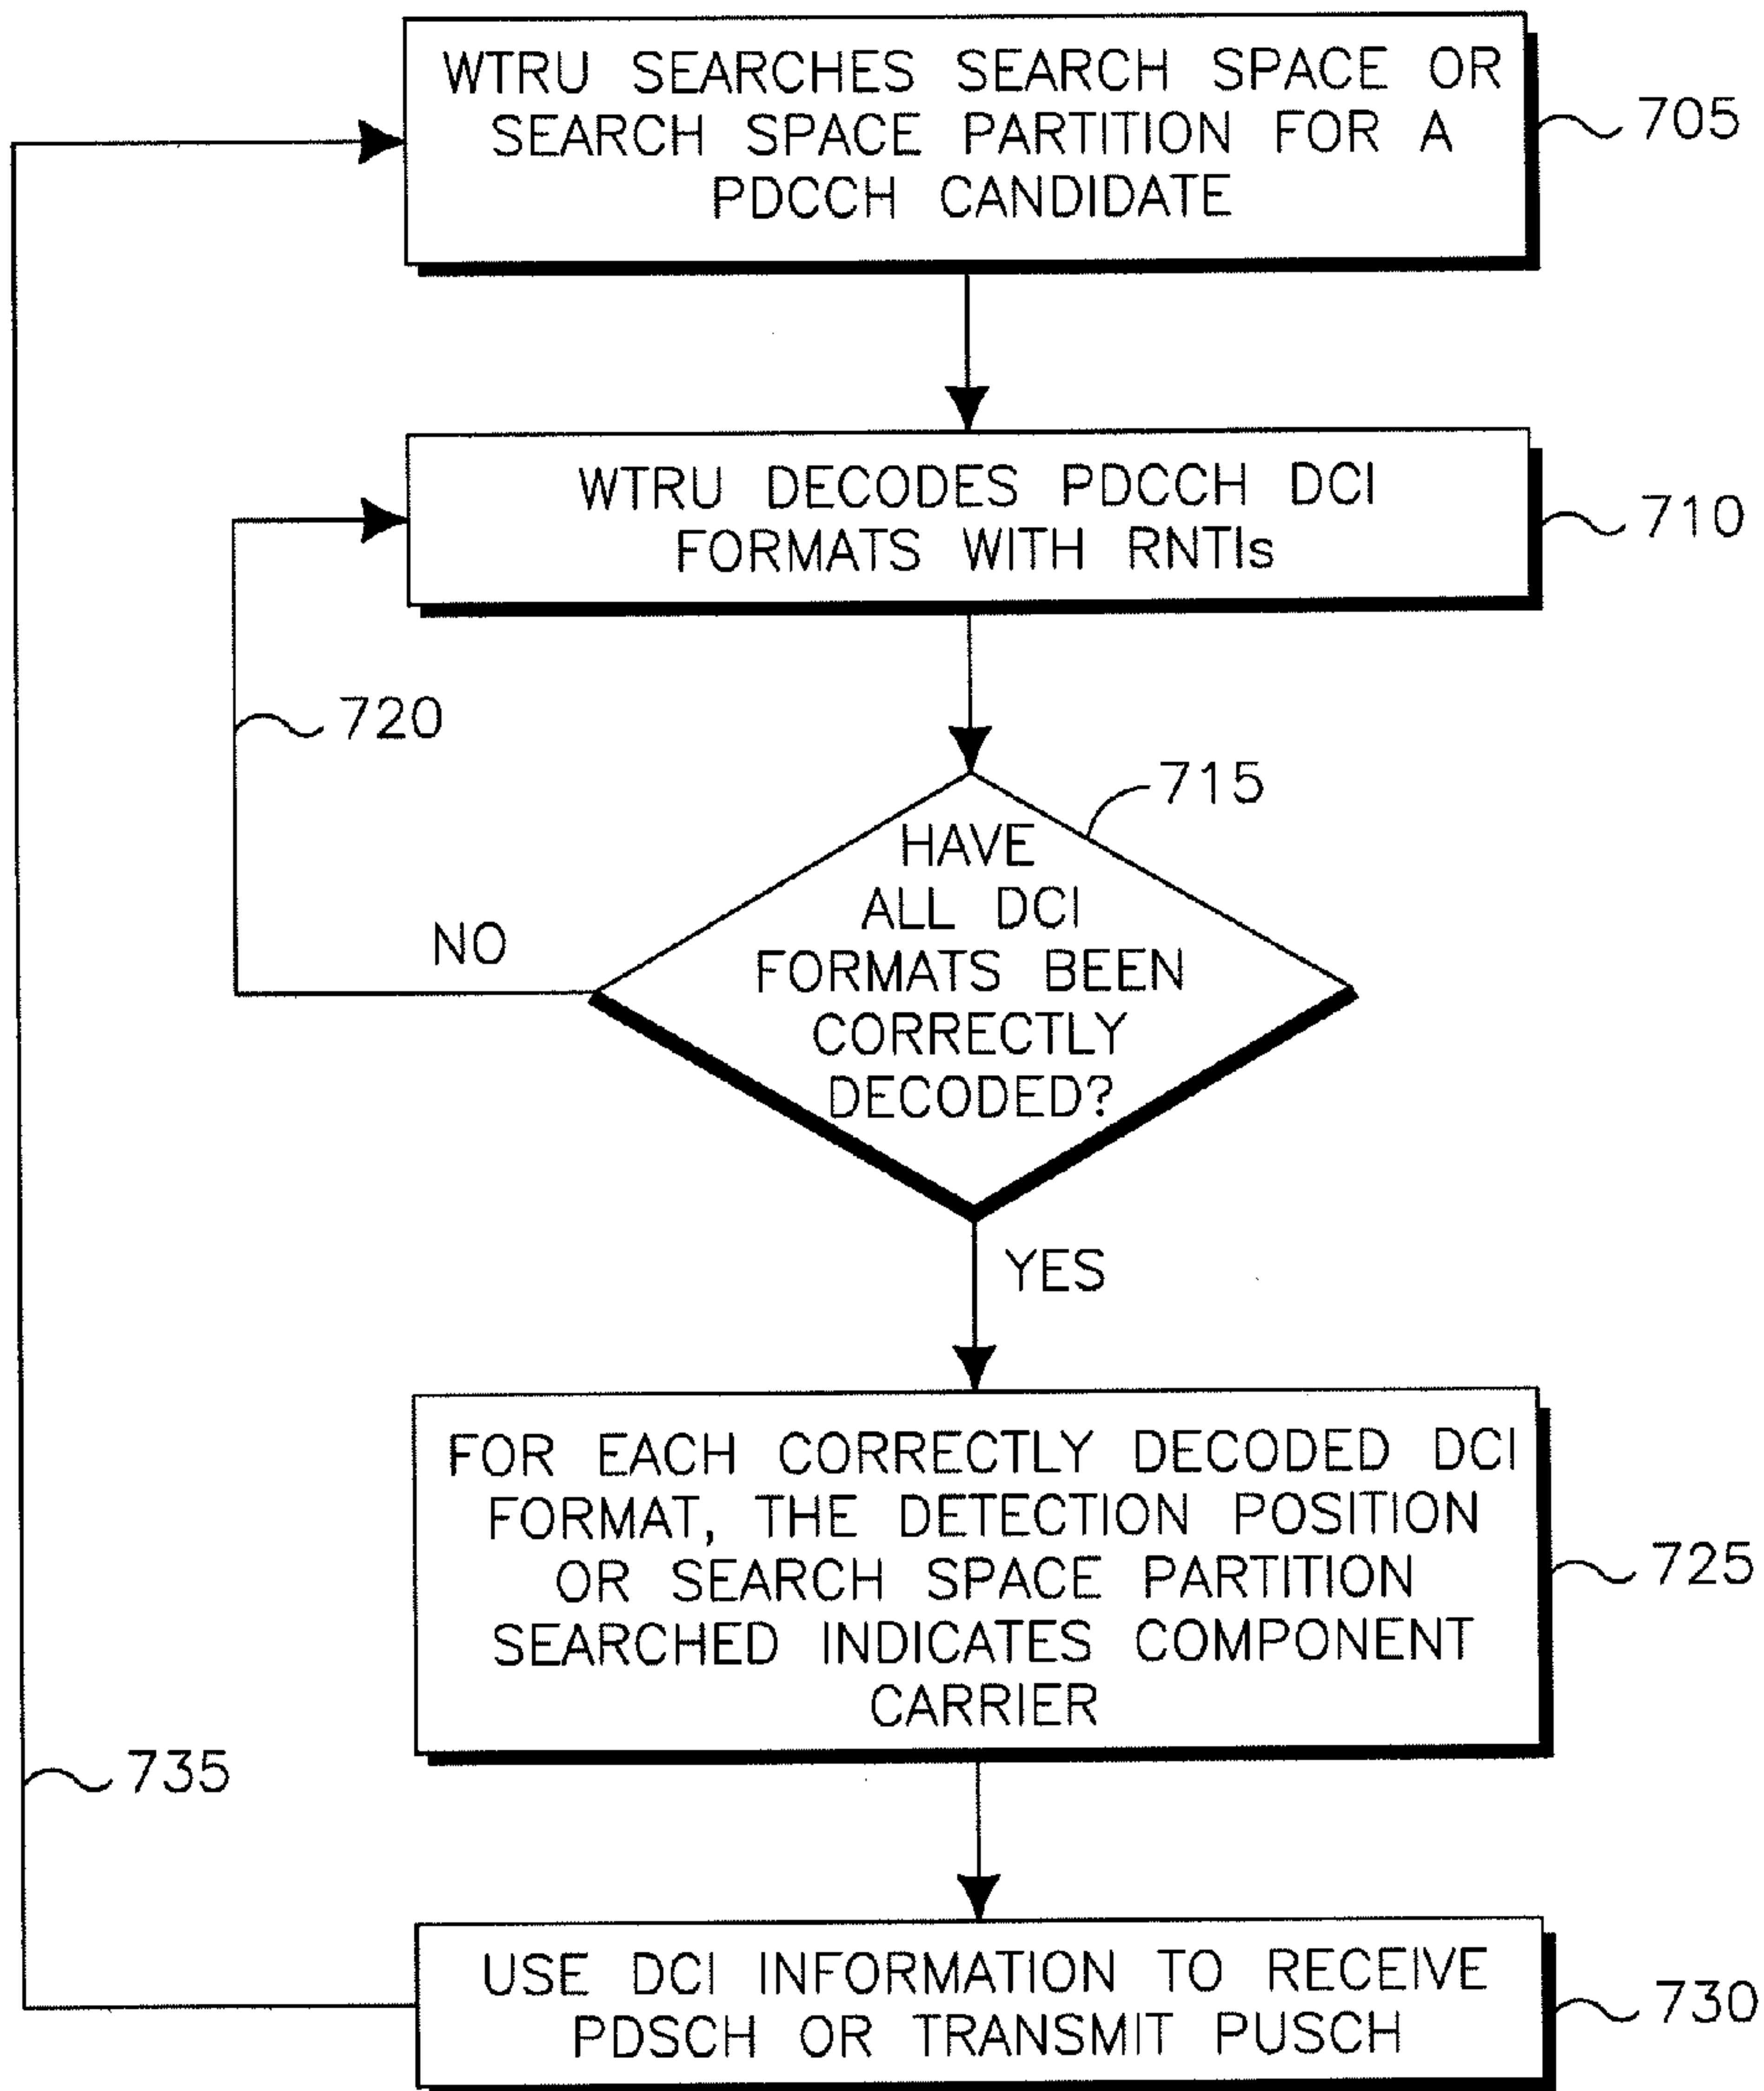 WTRU SEARCHES SEARCH SPACE OR
SEARCH SPACE PARTITION FOR A
PDCCH CANDIDATE
705
WTRU DECODES PDCCH DCI
FORMATS WITH RNTIs
710
720
715
HAVE
ALL DCI
FORMATS BEEN
CORRECTLY
DECODED?
NO
YES
FOR EACH CORRECTLY DECODED DCI
FORMAT, THE DETECTION POSITION
OR SEARCH SPACE PARTITION
SEARCHED INDICATES COMPONENT
CARRIER
725
735
USE DCI INFORMATION TO RECEIVE
PDSCH OR TRANSMIT PUSCH
730